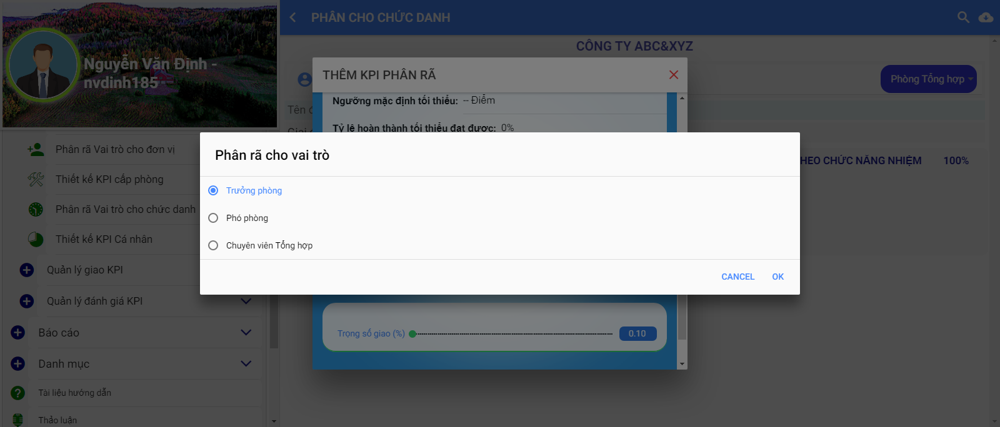 Nguyễn Văn Định -
nvdinh185
PHÂN CHO CHỨC DANH
CÔNG TY ABC&XYZ
Phòng Tổng hợp
Tên
THÊM KPI PHÂN RÃ
Ngưỡng mặc định tối thiểu: -- Điểm
Tỷ lệ hoàn thành tối thiểu đạt được: 0%
HEO CHỨC NĂNG NHIỆM 100%
Phân rã cho vai trò
Trưởng phòng
Phó phòng
Chuyên viên Tổng hợp
CANCEL OK
Trọng số giao (%) 0.10
Phân rã Vai trò cho đơn vị
Thiết kế KPI cấp phòng
Phân rã Vai trò cho chức danh
Thiết kế KPI Cá nhân
Quản lý giao KPI
Quản lý đánh giá KPI
Báo cáo
Danh mục
Tài liệu hướng dẫn
Thảo luận